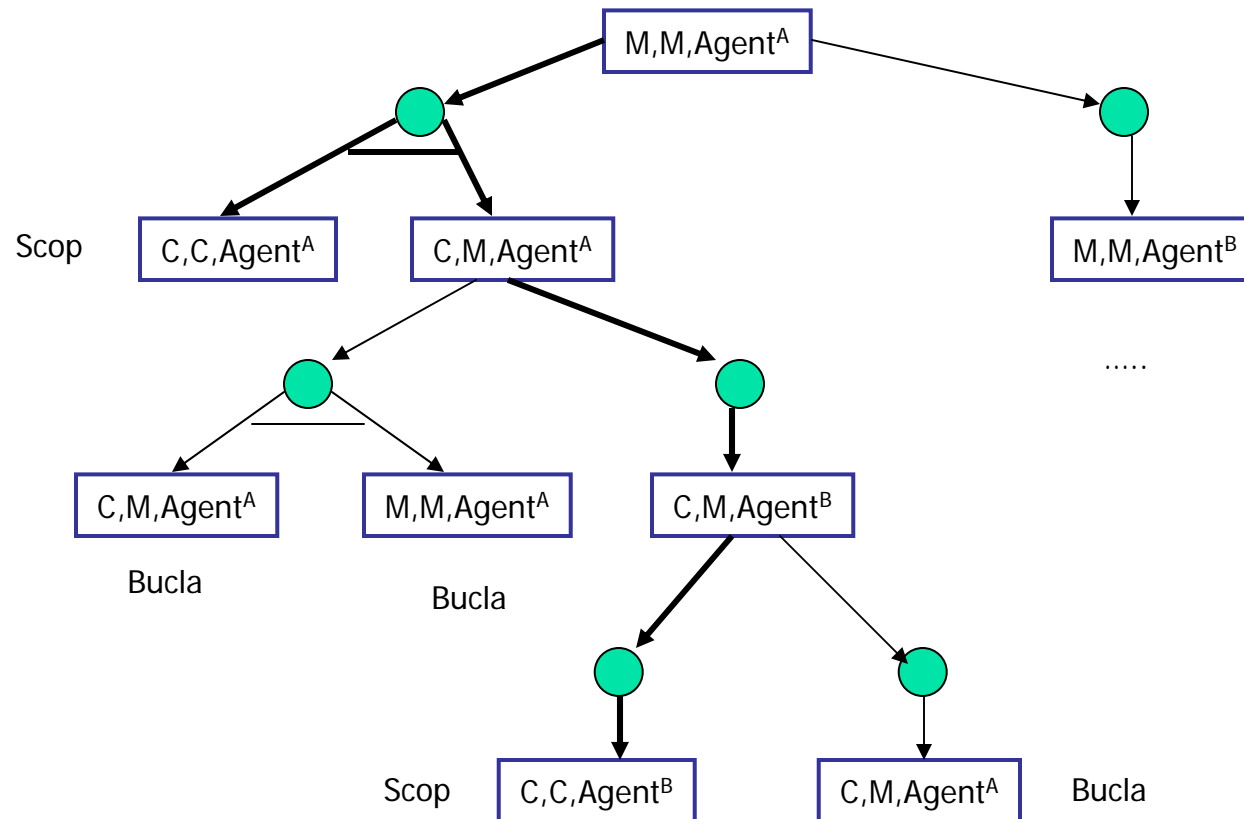 M,M,Agentᴬ
Scop
C,C,Agentᴬ
C,M,Agentᴬ
M,M,Agentᴮ
.....
C,M,Agentᴬ
M,M,Agentᴬ
C,M,Agentᴮ
Bucla
Bucla
Scop
C,C,Agentᴮ
C,M,Agentᴬ
Bucla